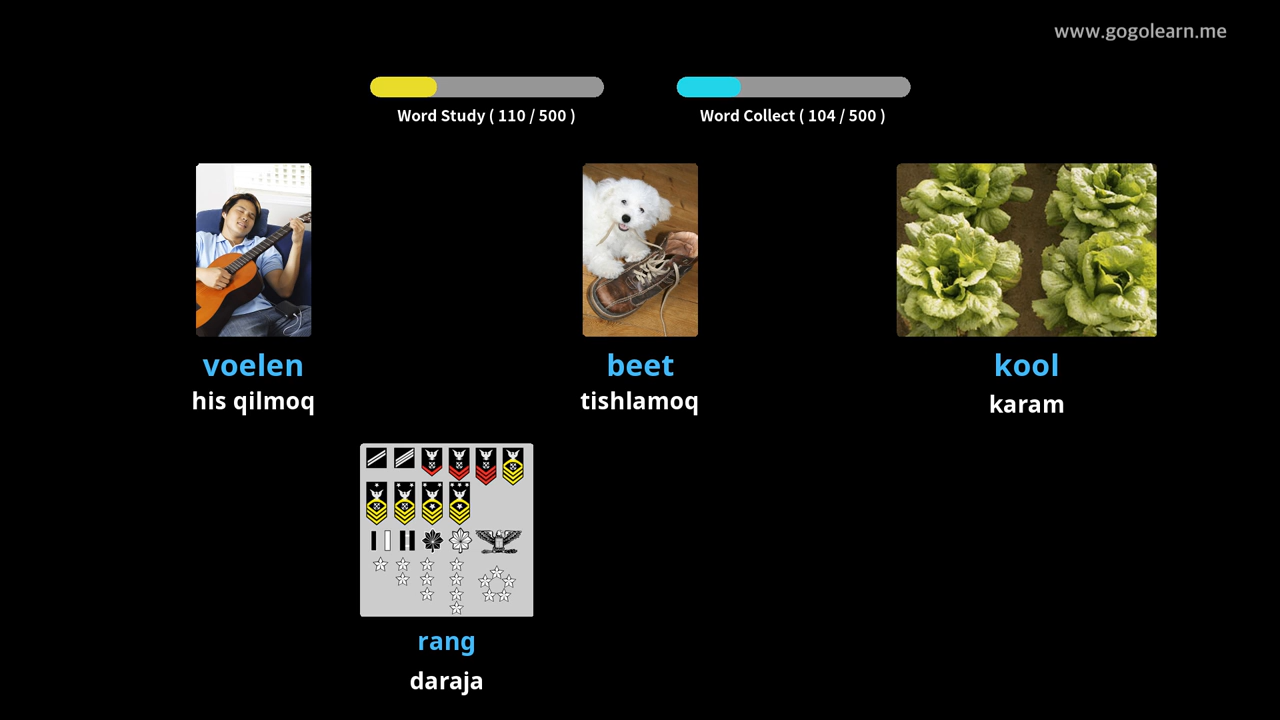 www.gogolearn.me
Word Study ( 110 / 500 )
Word Collect ( 104 / 500 )
voelen
his qilmoq
beet
tishlamoq
kool
karam
rang
daraja